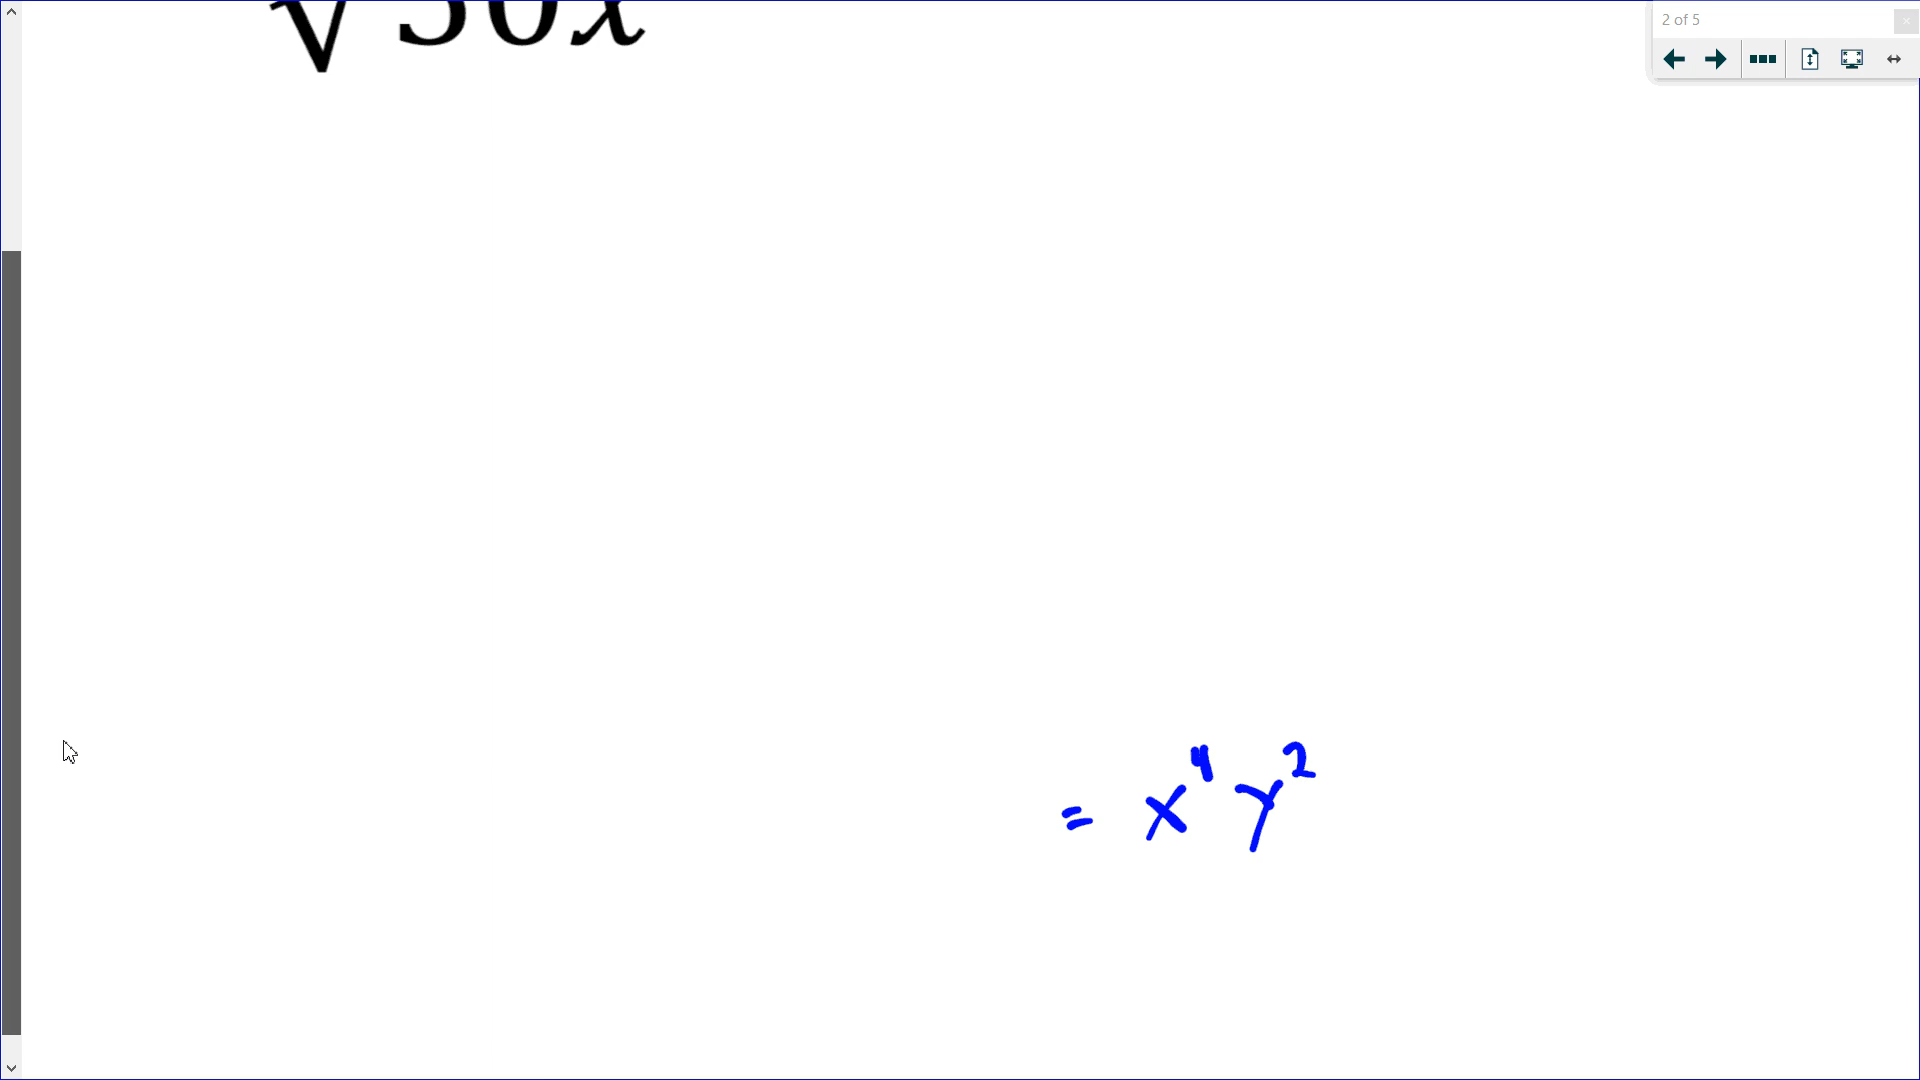 2 of 5
= x⁴ y²